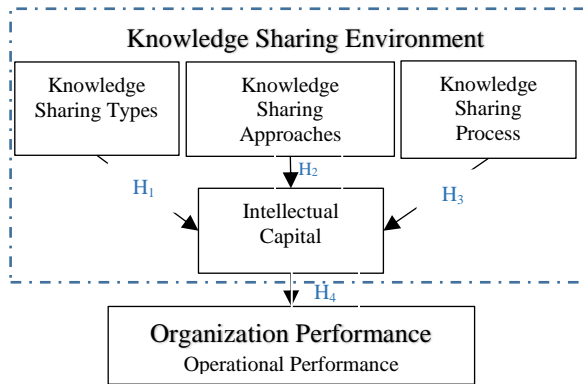 Knowledge Sharing Environment
Knowledge
Sharing Types
Knowledge
Sharing
Approaches
Knowledge
Sharing
Process
H1
H2
H3
Intellectual
Capital
H4
Organization Performance
Operational Performance